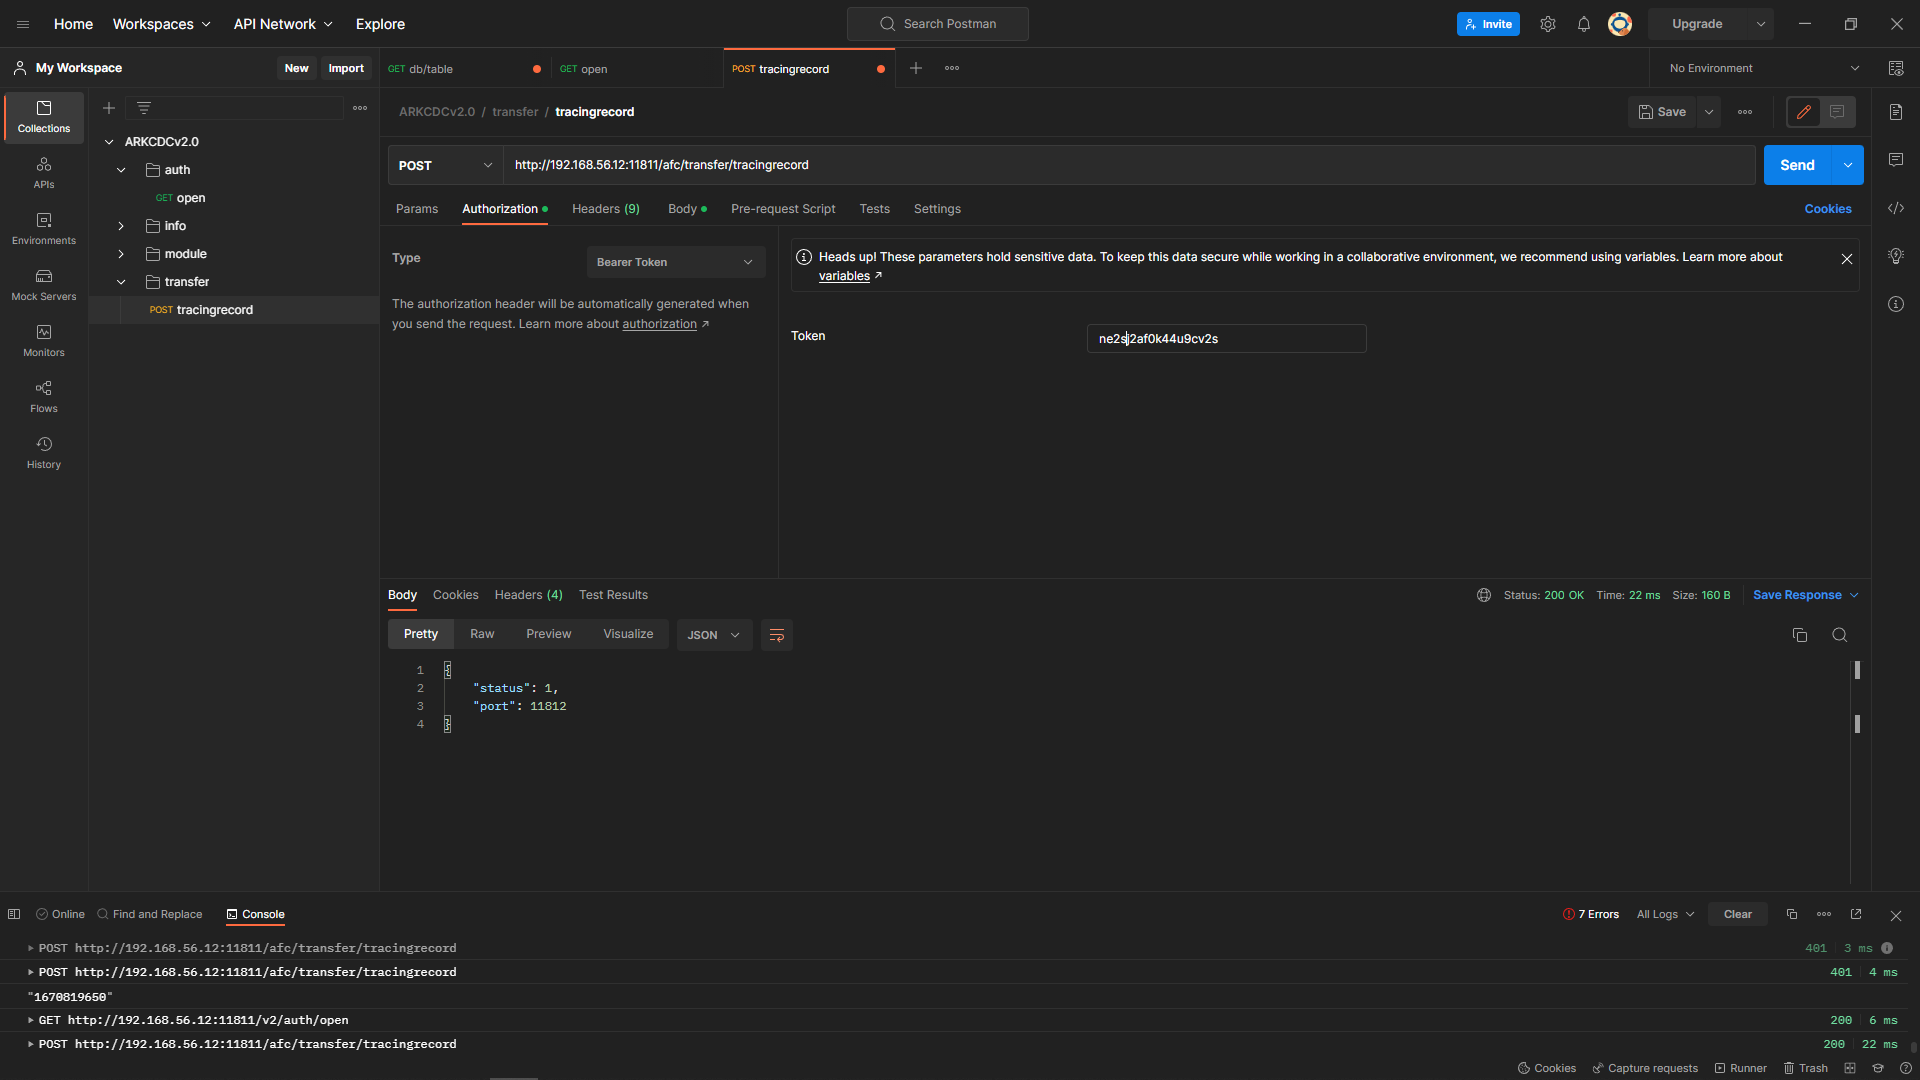 Home Workspaces API Network Explore Search Postman Invite Upgrade
My Workspace New Import GET db/table GET open POST tracingrecord No Environment
ARKCDCv2.0 / transfer / tracingrecord Save
Collections
APIs
Environments
Mock Servers
Monitors
Flows
History
ARKCDCv2.0
auth
GET open
info
module
transfer
POST tracingrecord
POST http://192.168.56.12:11811/afc/transfer/tracingrecord Send
Params Authorization Headers (9) Body Pre-request Script Tests Settings Cookies
Type Bearer Token
The authorization header will be automatically generated when
you send the request. Learn more about authorization ↗
Heads up! These parameters hold sensitive data. To keep this data secure while working in a collaborative environment, we recommend using variables. Learn more about
variables ↗
Token ne2sj2af0k44u9cv2s
Body Cookies Headers (4) Test Results Status: 200 OK Time: 22 ms Size: 160 B Save Response
Pretty Raw Preview Visualize JSON
1 {
2 "status": 1,
3 "port": 11812
4 }
Online Find and Replace Console 7 Errors All Logs Clear
POST http://192.168.56.12:11811/afc/transfer/tracingrecord 401 3 ms
POST http://192.168.56.12:11811/afc/transfer/tracingrecord 401 4 ms
"1670819650"
GET http://192.168.56.12:11811/v2/auth/open 200 6 ms
POST http://192.168.56.12:11811/afc/transfer/tracingrecord 200 22 ms
Cookies Capture requests Runner Trash